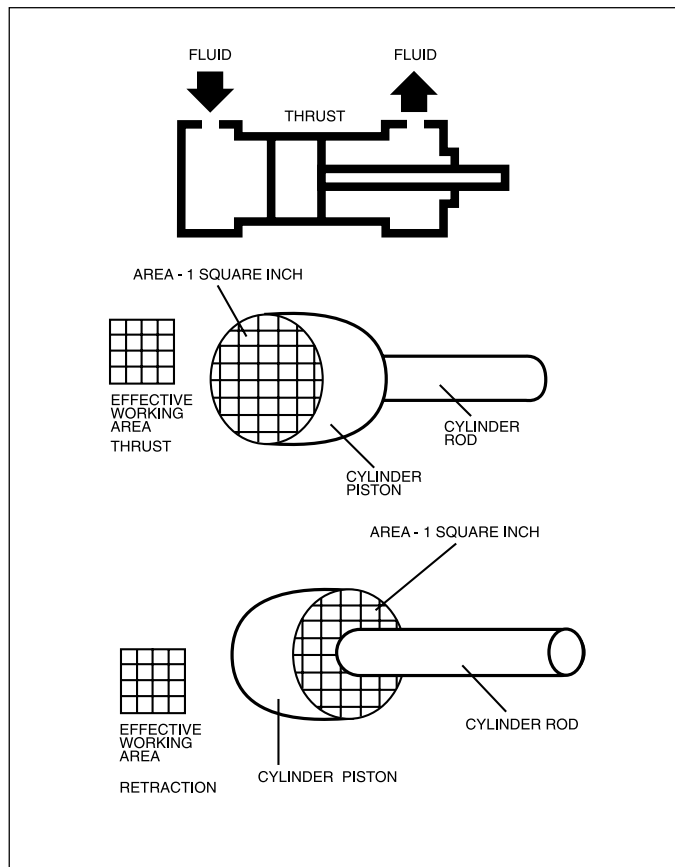 FLUID
FLUID
THRUST
AREA - 1 SQUARE INCH
EFFECTIVE
WORKING
AREA
THRUST
CYLINDER
ROD
CYLINDER
PISTON
AREA - 1 SQUARE INCH
EFFECTIVE
WORKING
AREA
RETRACTION
CYLINDER ROD
CYLINDER PISTON